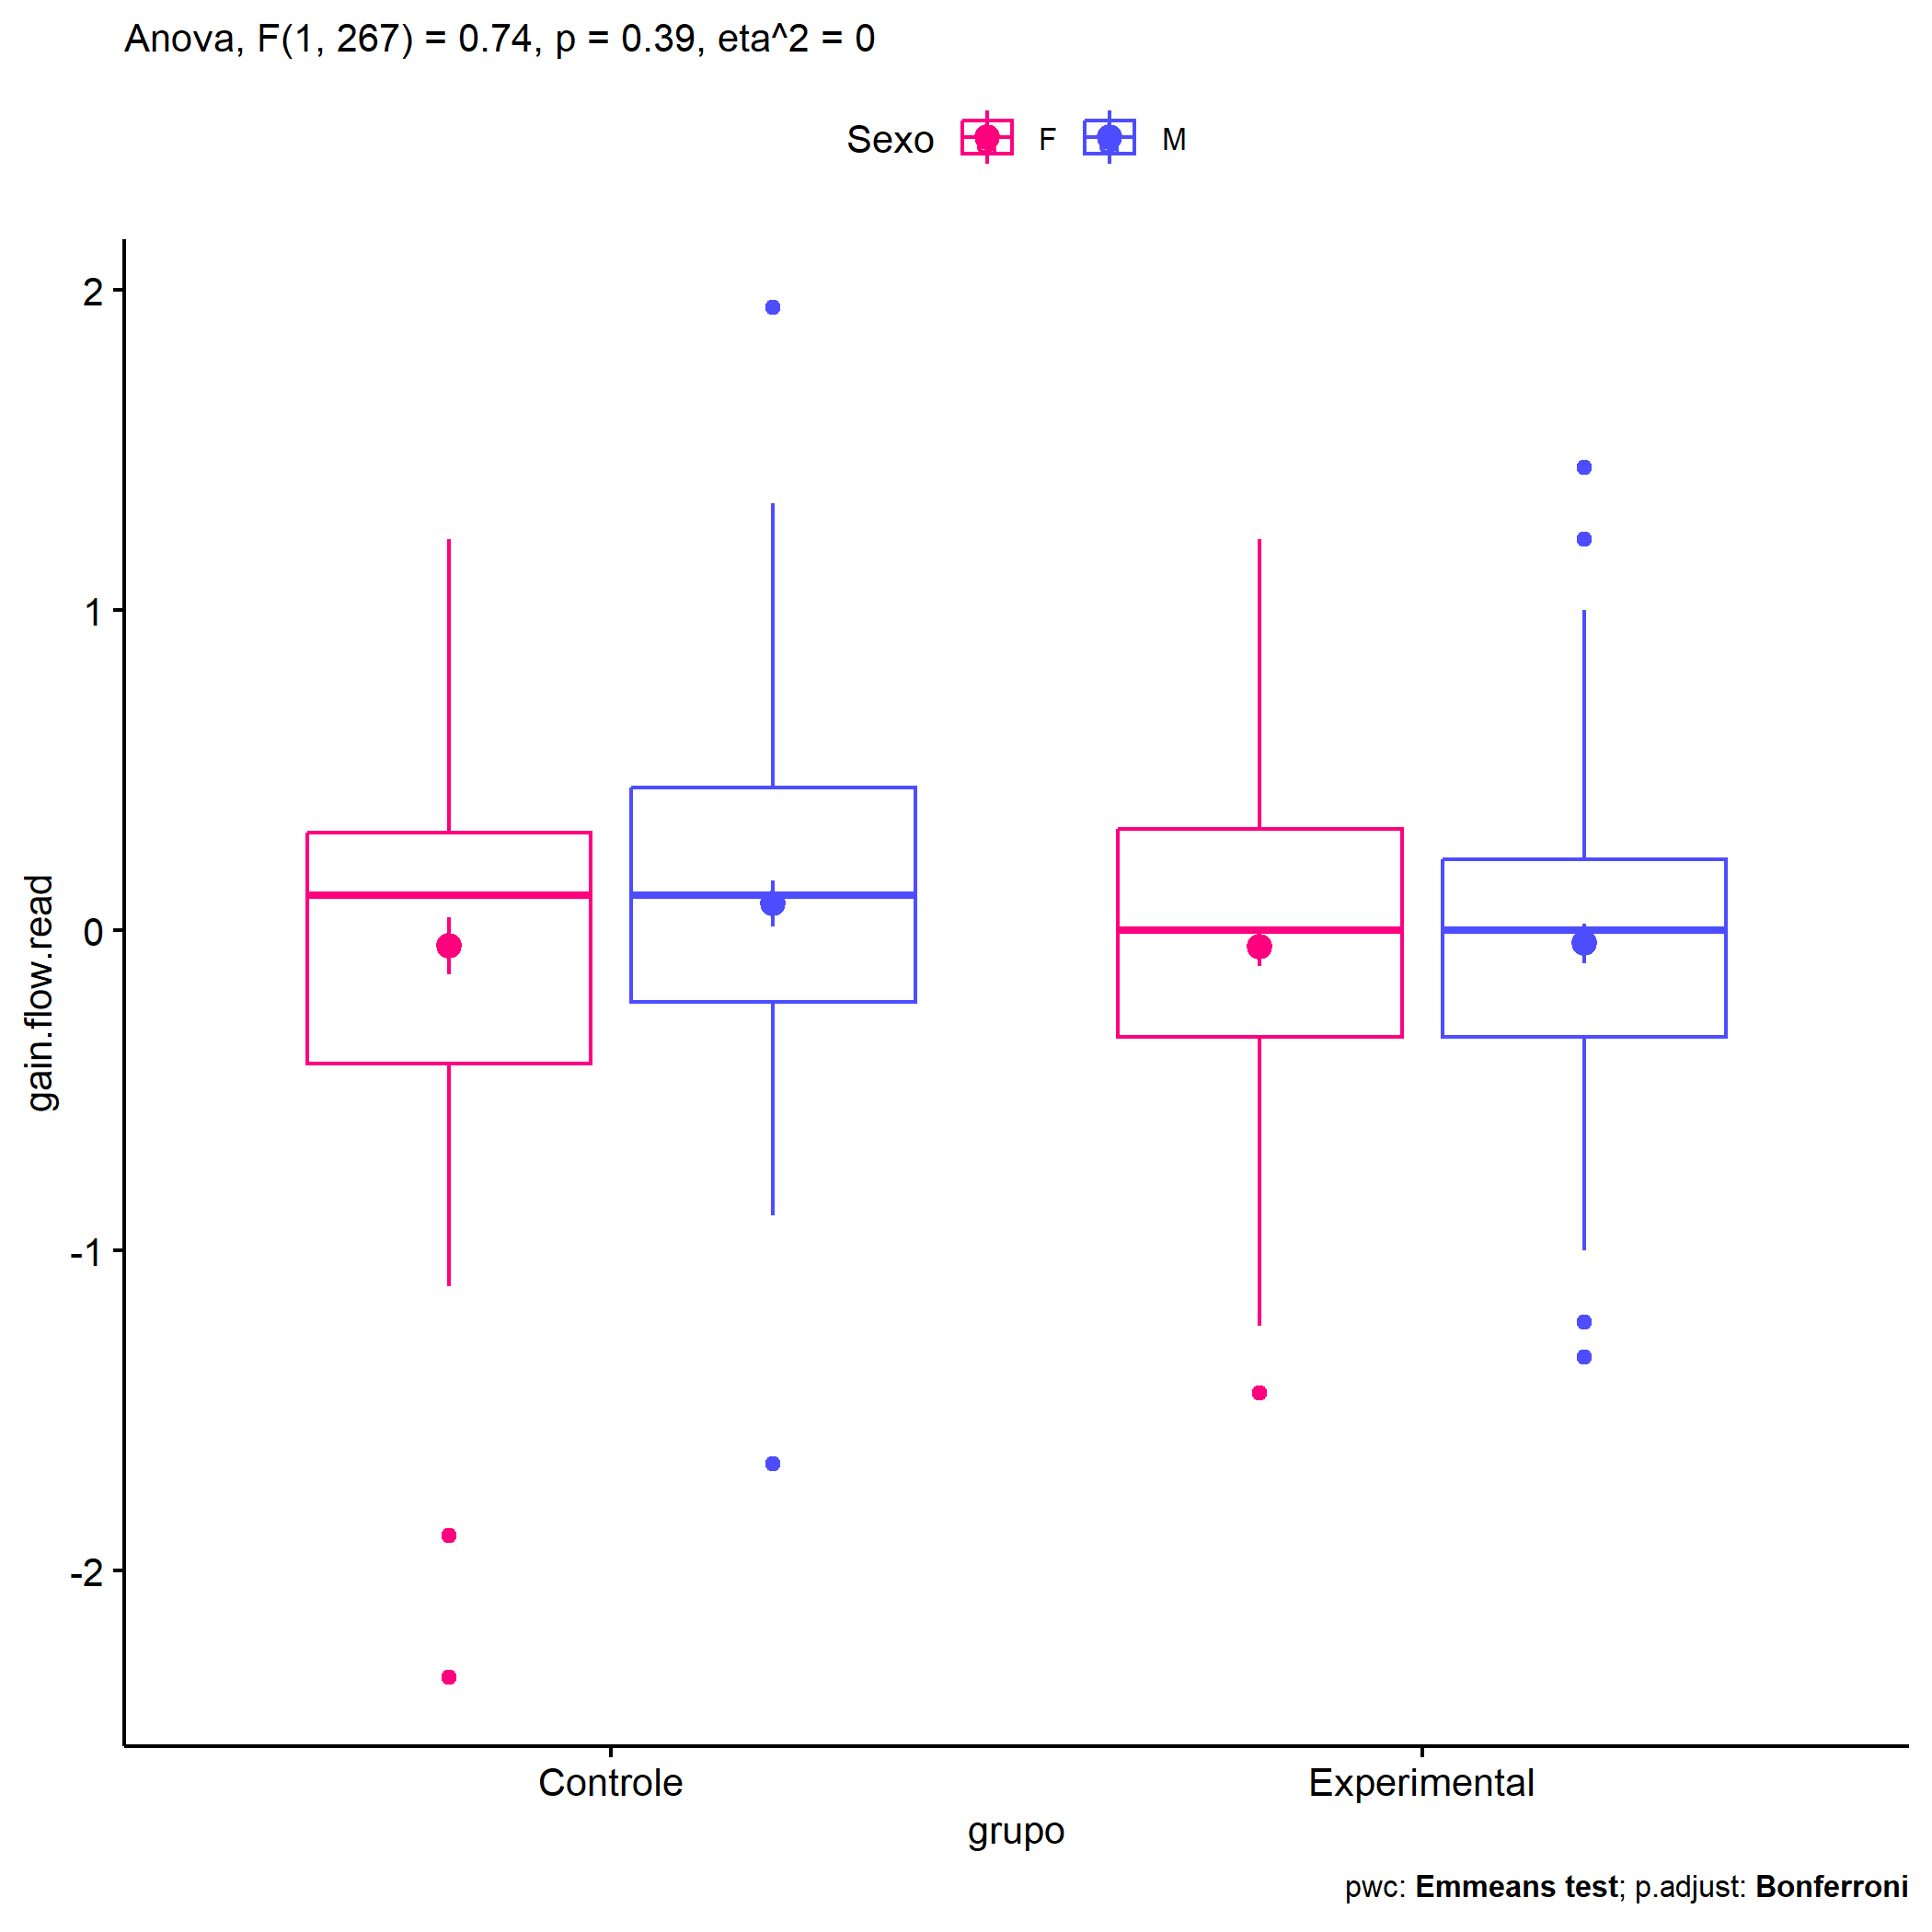 Anova, F(1, 267) = 0.74, p = 0.39, eta^2 = 0
Sexo F M
gain.flow.read
2
1
0
-1
-2
Controle Experimental
grupo
pwc: Emmeans test; p.adjust: Bonferroni